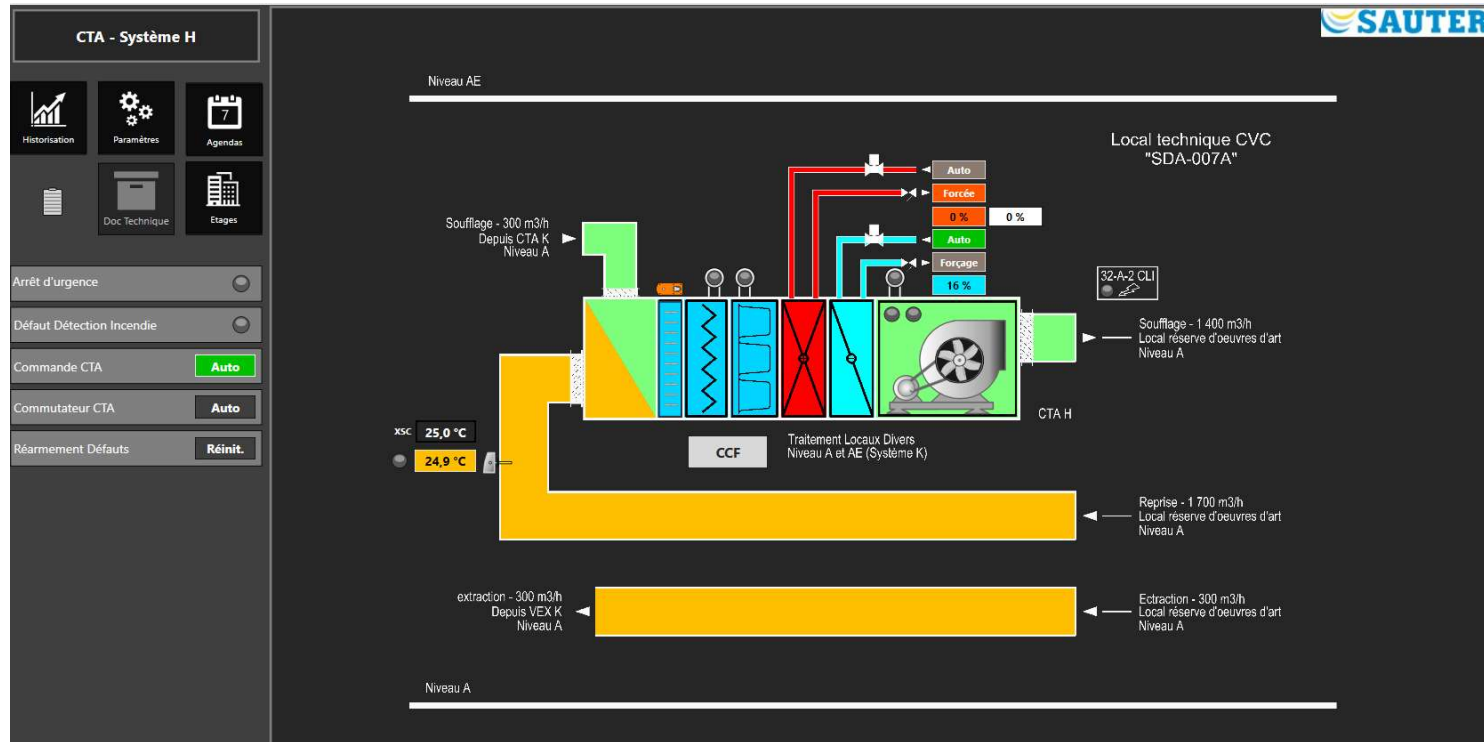 CTA - Système H
SAUTER
Historisation
Paramètres
7
Agendas
Doc Technique
Etages
Arrêt d'urgence
Défaut Détection Incendie
Commande CTA
Auto
Commutateur CTA
Auto
Réarmement Défauts
Réinit.
Niveau AE
Local technique CVC
"SDA-007A"
Auto
Forcée
0 %
0 %
Auto
Forçage
16 %
Soufflage - 300 m3/h
Depuis CTA K
Niveau A
32-A-2 CLI
Soufflage - 1 400 m3/h
Local réserve d'oeuvres d'art
Niveau A
CTA H
xsc
25,0 °C
24,9 °C
CCF
Traitement Locaux Divers
Niveau A et AE (Système K)
Reprise - 1 700 m3/h
Local réserve d'oeuvres d'art
Niveau A
extraction - 300 m3/h
Depuis VEX K
Niveau A
Ectraction - 300 m3/h
Local réserve d'oeuvres d'art
Niveau A
Niveau A